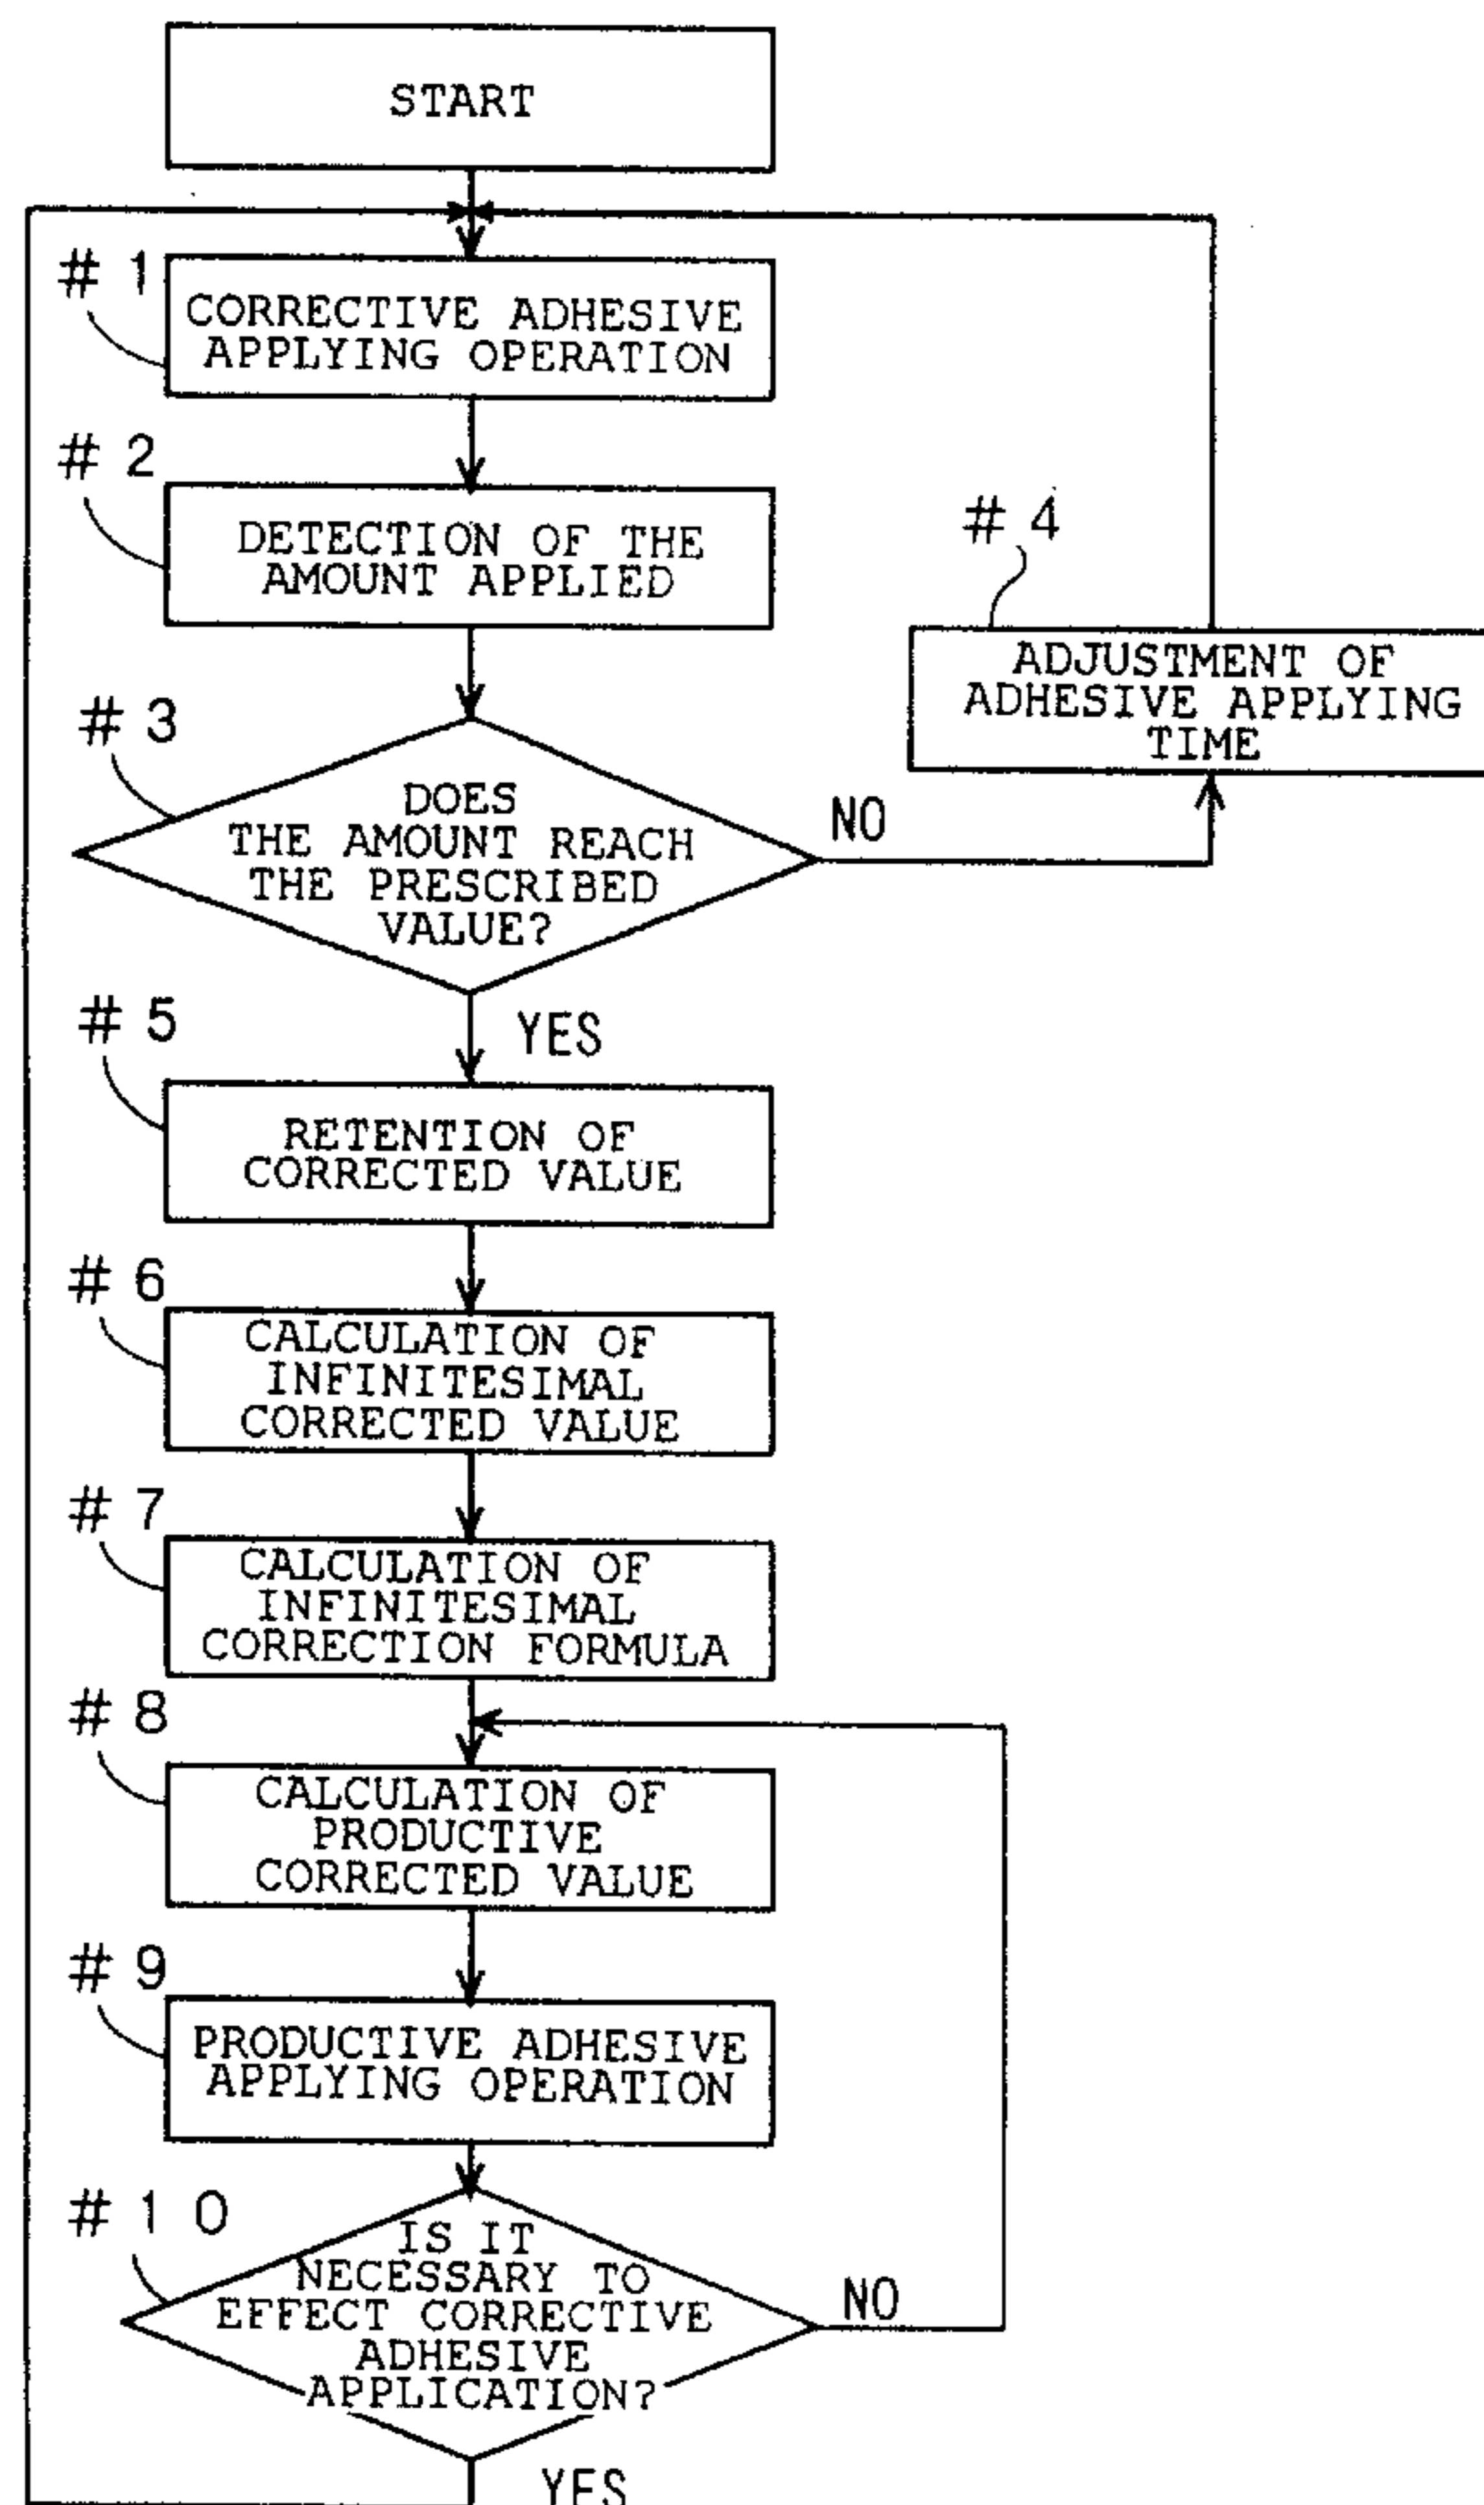 START
# 1
CORRECTIVE ADHESIVE
APPLYING OPERATION
# 2
DETECTION OF THE
AMOUNT APPLIED
# 4
ADJUSTMENT OF
ADHESIVE APPLYING
TIME
# 3
DOES
THE AMOUNT REACH
THE PRESCRIBED
VALUE?
NO
YES
# 5
RETENTION OF
CORRECTED VALUE
# 6
CALCULATION OF
INFINITESIMAL
CORRECTED VALUE
# 7
CALCULATION OF
INFINITESIMAL
CORRECTION FORMULA
# 8
CALCULATION OF
PRODUCTIVE
CORRECTED VALUE
# 9
PRODUCTIVE ADHESIVE
APPLYING OPERATION
# 10
IS IT
NECESSARY TO
EFFECT CORRECTIVE
ADHESIVE
APPLICATION?
NO
YES